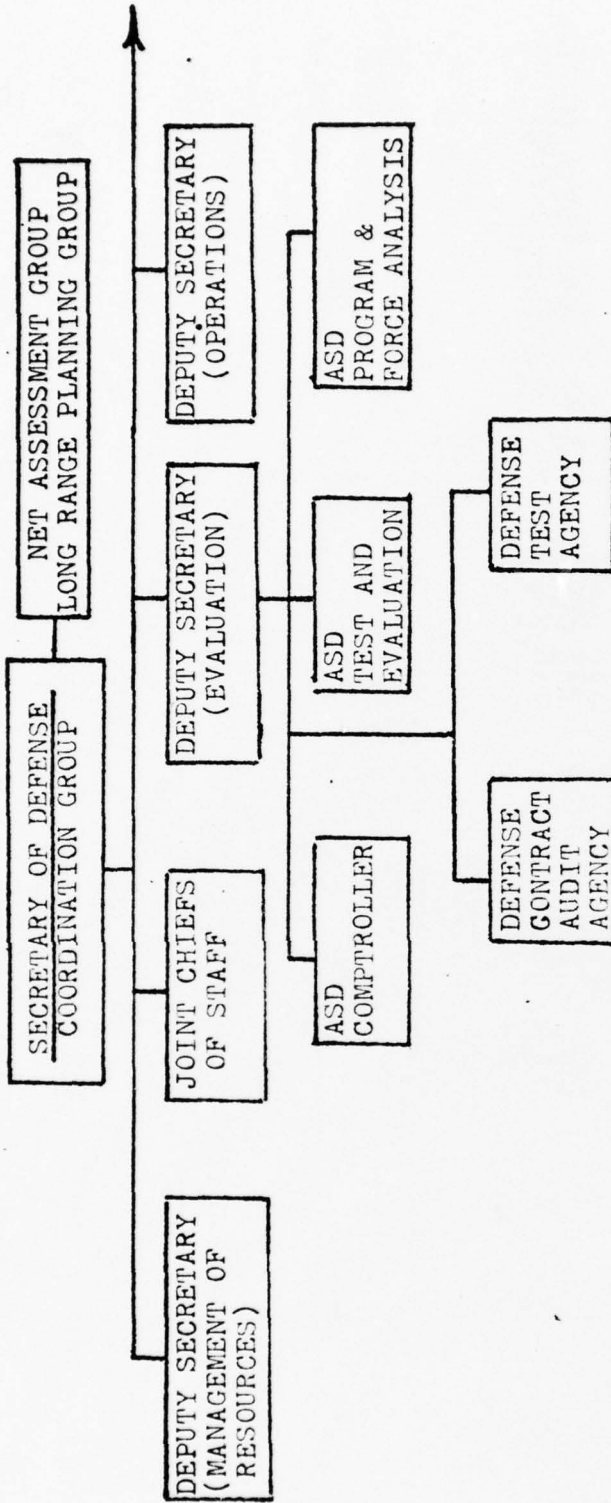 SECRETARY OF DEFENSE
COORDINATION GROUP
NET ASSESSMENT GROUP
LONG RANGE PLANNING GROUP
DEPUTY SECRETARY
(MANAGEMENT OF
RESOURCES)
JOINT CHIEFS
OF STAFF
DEPUTY SECRETARY
(EVALUATION)
DEPUTY SECRETARY
(OPERATIONS)
ASD
COMPTROLLER
ASD
TEST AND
EVALUATION
ASD
PROGRAM &
FORCE ANALYSIS
DEFENSE
CONTRACT
AUDIT
AGENCY
DEFENSE
TEST
AGENCY